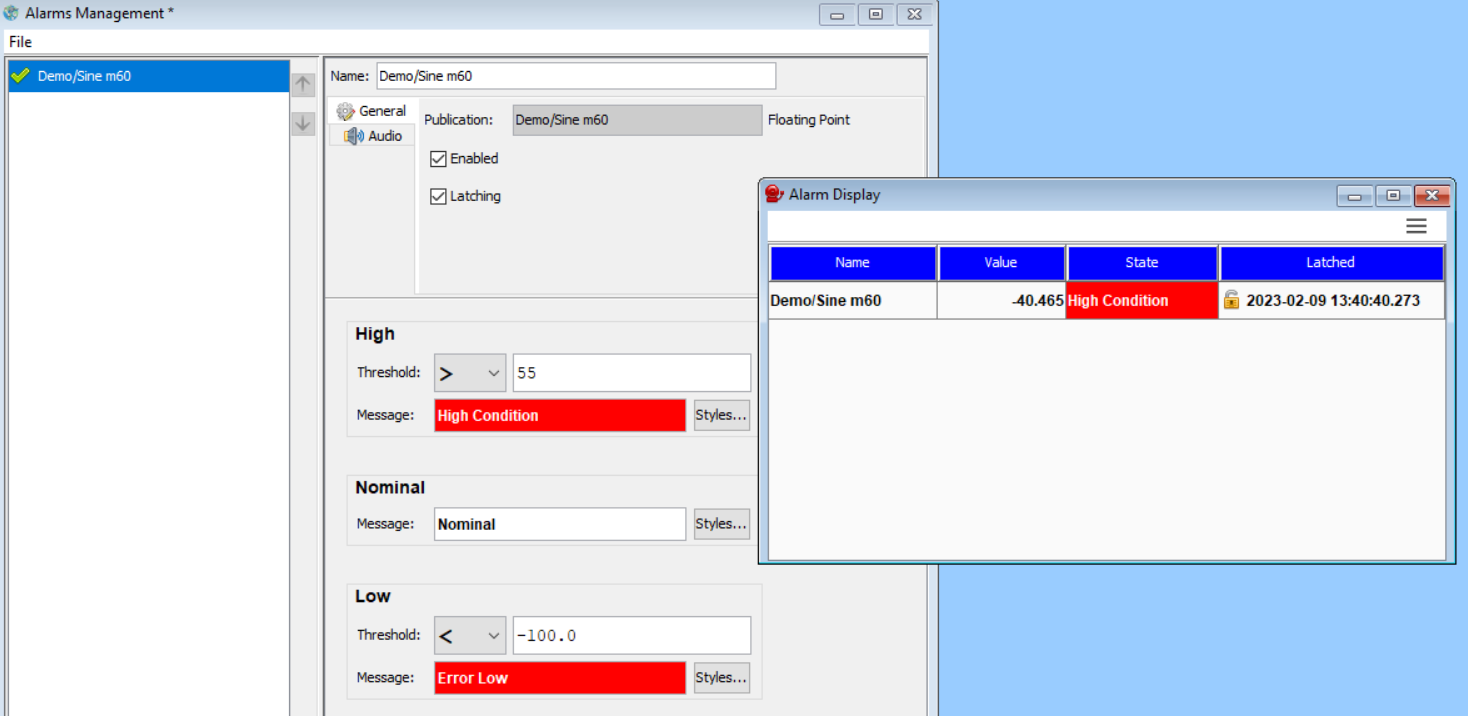 Alarms Management *
File
Demo/Sine m60
Name: Demo/Sine m60
General
Audio
Publication: Demo/Sine m60 Floating Point
Enabled
Latching
High
Threshold: > 55
Message: High Condition Styles...
Nominal
Message: Nominal Styles...
Low
Threshold: < -100.0
Message: Error Low Styles...
Alarm Display
Name Value State Latched
Demo/Sine m60 -40.465 High Condition 2023-02-09 13:40:40.273